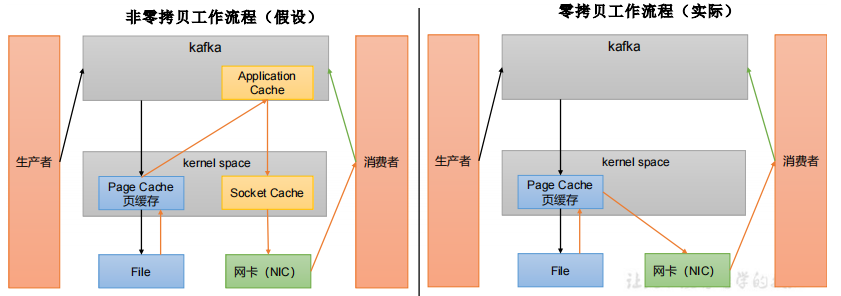 非零拷贝工作流程（假设）
kafka
Application
Cache
生产者
kernel space
Page Cache
页缓存
Socket Cache
消费者
File
网卡（NIC）
零拷贝工作流程（实际）
kafka
生产者
kernel space
Page Cache
页缓存
消费者
File
网卡（NIC）